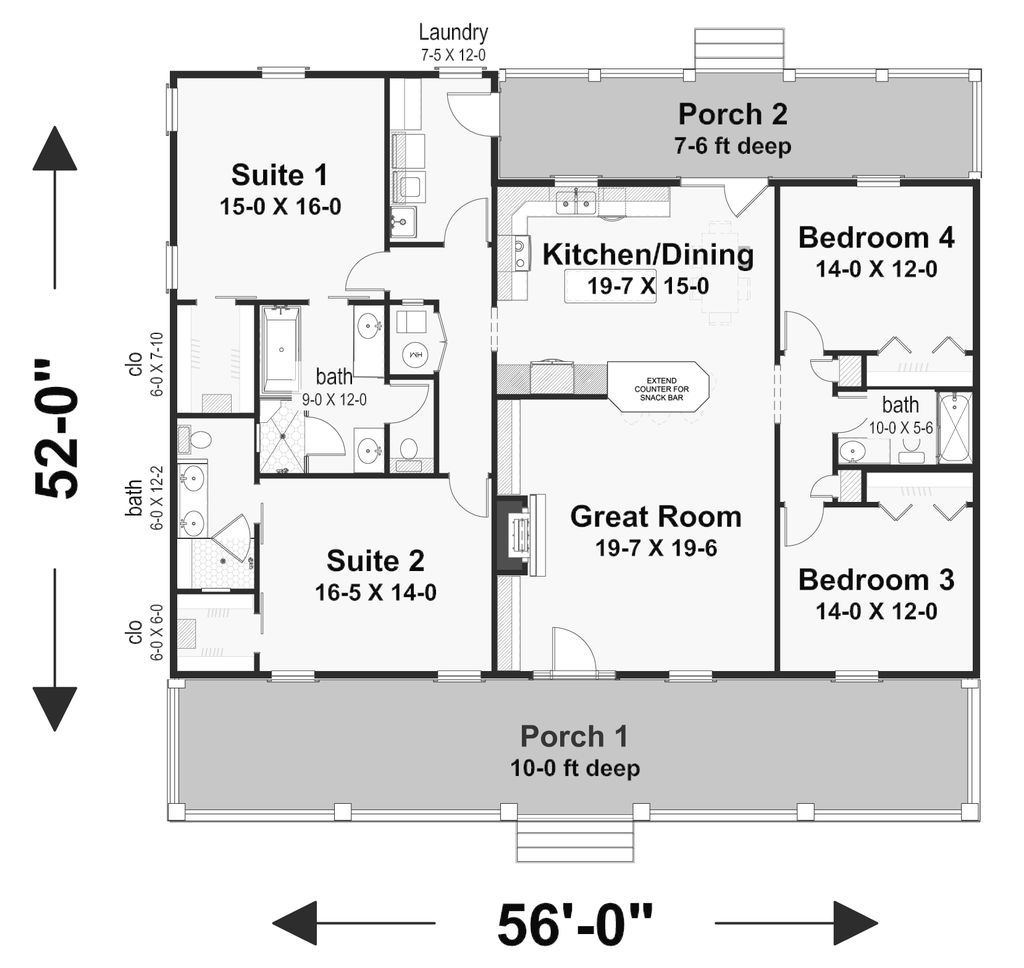 Laundry
7-5 X 12-0
Porch 2
7-6 ft deep
Suite 1
15-0 X 16-0
Kitchen/Dining
19-7 X 15-0
Bedroom 4
14-0 X 12-0
clo
6-0 X 7-10
bath
9-0 X 12-0
WH
EXTEND
COUNTER FOR
SNACK BAR
bath
10-0 X 5-6
52'-0"
bath
6-0 X 12-2
Great Room
19-7 X 19-6
Suite 2
16-5 X 14-0
Bedroom 3
14-0 X 12-0
clo
6-0 X 6-0
Porch 1
10-0 ft deep
56'-0"